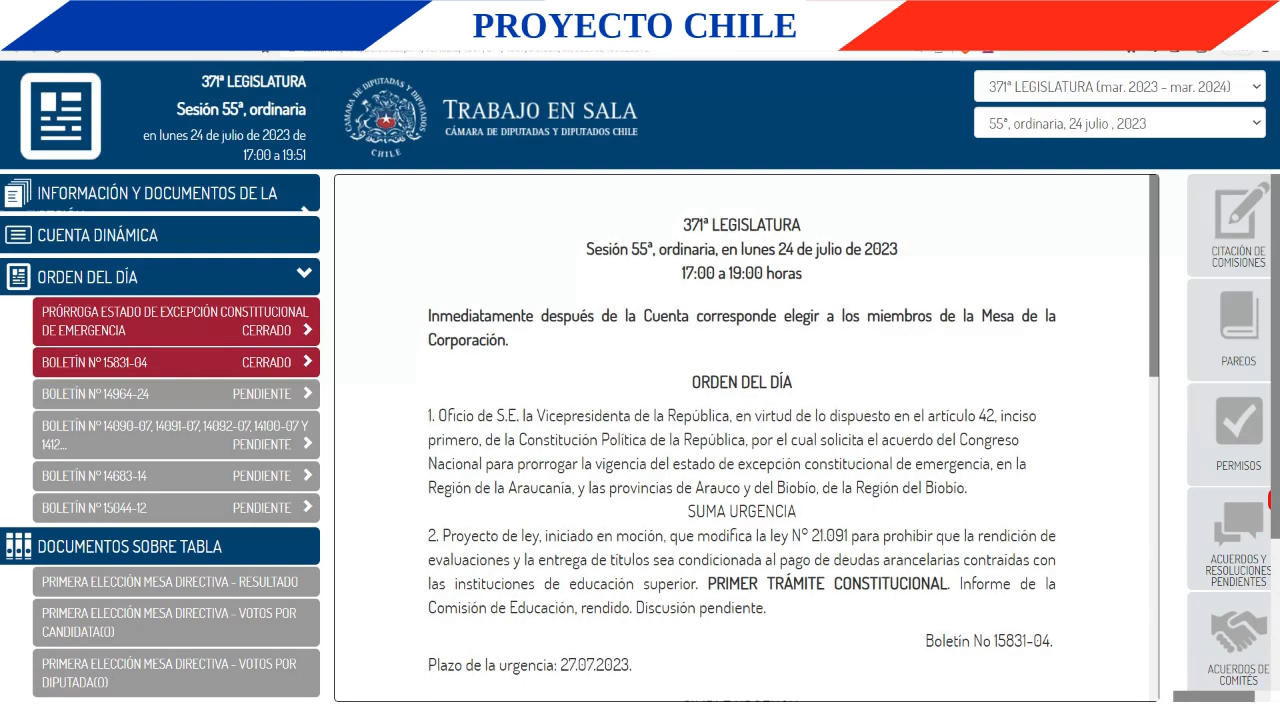 PROYECTO CHILE
371ª LEGISLATURA
Sesión 55ª, ordinaria
en lunes 24 de julio de 2023 de
17:00 a 19:51
CÁMARA DE DIPUTADAS Y DIPUTADOS
CHILE
TRABAJO EN SALA
CÁMARA DE DIPUTADAS Y DIPUTADOS CHILE
371ª LEGISLATURA (mar. 2023 - mar. 2024)
55ª, ordinaria, 24 julio , 2023
INFORMACIÓN Y DOCUMENTOS DE LA
CUENTA DINÁMICA
ORDEN DEL DÍA
PRÓRROGA ESTADO DE EXCEPCIÓN CONSTITUCIONAL
DE EMERGENCIA CERRADO
BOLETÍN Nº 15831-04 CERRADO
BOLETÍN Nº 14964-24 PENDIENTE
BOLETÍN Nº 14090-07, 14091-07, 14092-07, 14100-07 Y
1412... PENDIENTE
BOLETÍN Nº 14683-14 PENDIENTE
BOLETÍN Nº 15044-12 PENDIENTE
DOCUMENTOS SOBRE TABLA
PRIMERA ELECCIÓN MESA DIRECTIVA - RESULTADO
PRIMERA ELECCIÓN MESA DIRECTIVA - VOTOS POR
CANDIDATA(O)
PRIMERA ELECCIÓN MESA DIRECTIVA - VOTOS POR
DIPUTADA(O)
371ª LEGISLATURA
Sesión 55ª, ordinaria, en lunes 24 de julio de 2023
17:00 a 19:00 horas
Inmediatamente después de la Cuenta corresponde elegir a los miembros de la Mesa de la
Corporación.
ORDEN DEL DÍA
1. Oficio de S.E. la Vicepresidenta de la República, en virtud de lo dispuesto en el artículo 42, inciso
primero, de la Constitución Política de la República, por el cual solicita el acuerdo del Congreso
Nacional para prorrogar la vigencia del estado de excepción constitucional de emergencia, en la
Región de la Araucanía, y las provincias de Arauco y del Biobío, de la Región del Biobío.
SUMA URGENCIA
2. Proyecto de ley, iniciado en moción, que modifica la ley N° 21.091 para prohibir que la rendición de
evaluaciones y la entrega de títulos sea condicionada al pago de deudas arancelarias contraídas con
las instituciones de educación superior. PRIMER TRÁMITE CONSTITUCIONAL. Informe de la
Comisión de Educación, rendido. Discusión pendiente.
Boletín No 15831-04.
Plazo de la urgencia: 27.07.2023.
CITACIÓN DE
COMISIONES
PAREOS
PERMISOS
ACUERDOS Y
RESOLUCIONES
PENDIENTES
ACUERDOS DE
COMITÉS